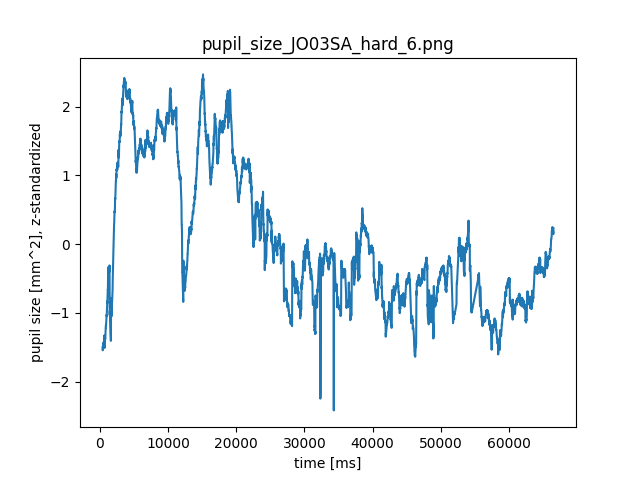 pupil_size_JO03SA_hard_6.png
pupil size [mm^2], z-standardized
2
1
0
−1
−2
0 10000 20000 30000 40000 50000 60000
time [ms]